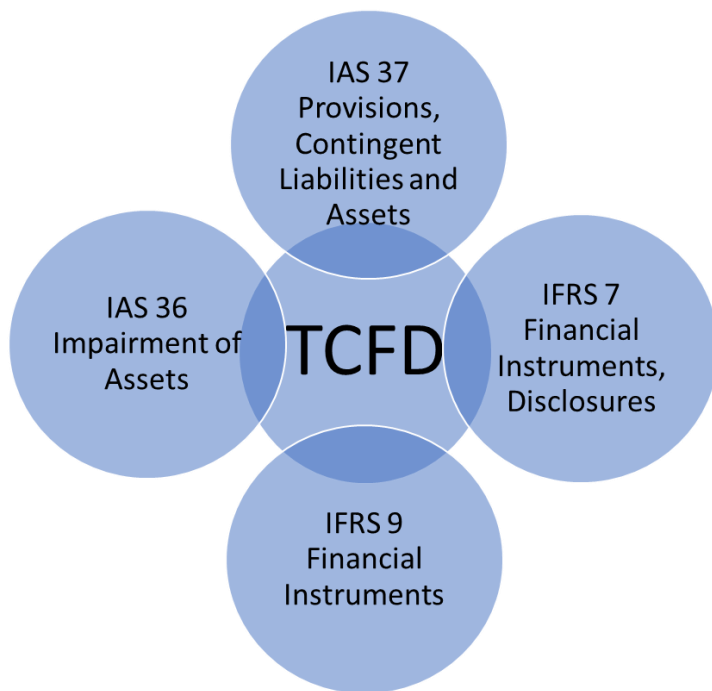 IAS 37
Provisions,
Contingent
Liabilities and
Assets
IAS 36
Impairment of
Assets
TCFD
IFRS 7
Financial
Instruments,
Disclosures
IFRS 9
Financial
Instruments